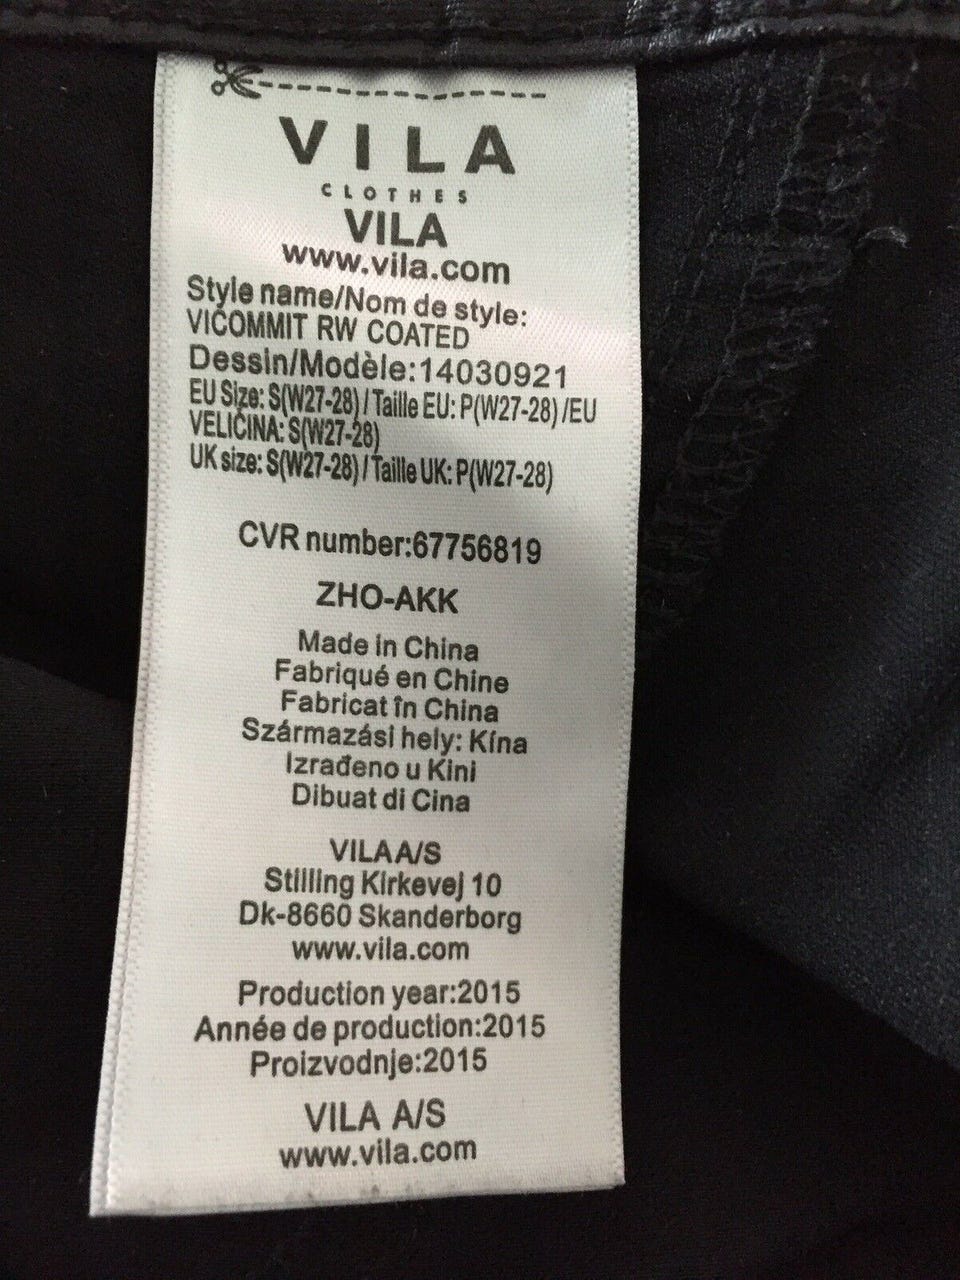 VILA
CLOTHES
VILA
www.vila.com
Style name/Nom de style:
VICOMMIT RW COATED
Dessin/Modèle:14030921
EU Size: S(W27-28) / Taille EU: P(W27-28) /EU
VELIČINA: S(W27-28)
UK size: S(W27-28) / Taille UK: P(W27-28)
CVR number:67756819
ZHO-AKK
Made in China
Fabriqué en Chine
Fabricat în China
Származási hely: Kína
Izrađeno u Kini
Dibuat di Cina
VILA A/S
Stilling Kirkevej 10
Dk-8660 Skanderborg
www.vila.com
Production year:2015
Année de production:2015
Proizvodnje:2015
VILA A/S
www.vila.com